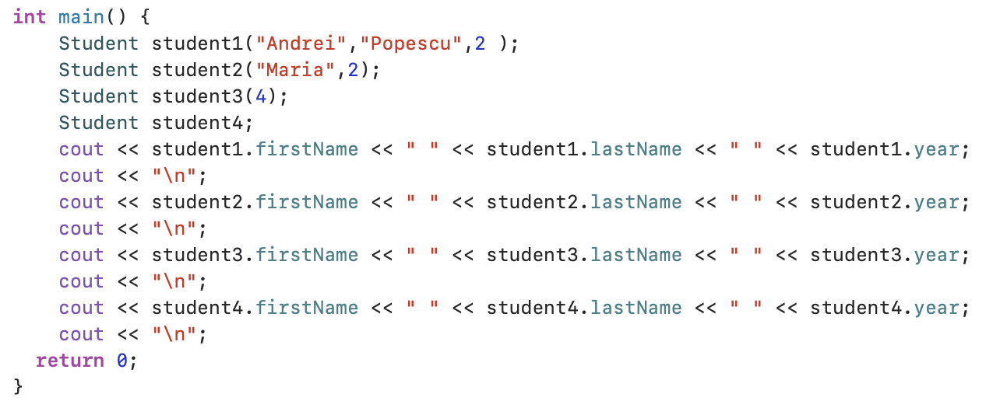 int main() {
    Student student1("Andrei","Popescu",2 );
    Student student2("Maria",2);
    Student student3(4);
    Student student4;
    cout << student1.firstName << " " << student1.lastName << " " << student1.year;
    cout << "\n";
    cout << student2.firstName << " " << student2.lastName << " " << student2.year;
    cout << "\n";
    cout << student3.firstName << " " << student3.lastName << " " << student3.year;
    cout << "\n";
    cout << student4.firstName << " " << student4.lastName << " " << student4.year;
    cout << "\n";
  return 0;
}